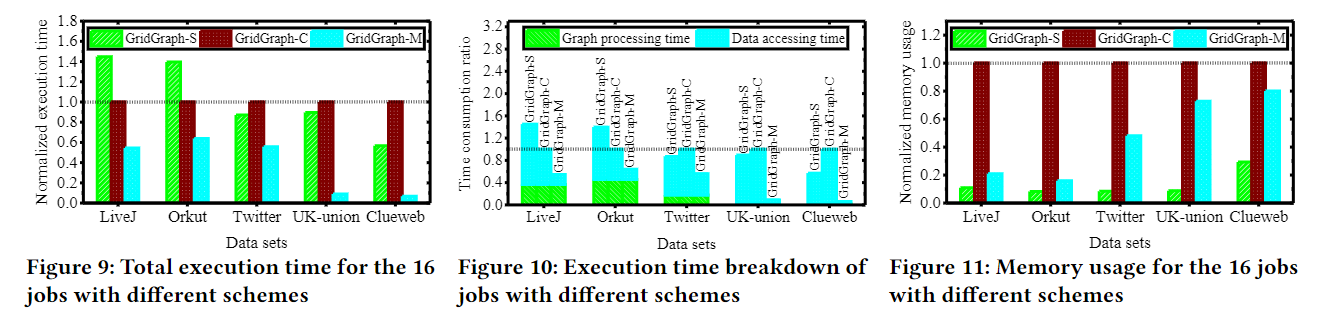 1.8
1.6
1.4
1.2
1.0
0.8
0.6
0.4
0.2
0.0
Normalized execution time
GridGraph-S GridGraph-C GridGraph-M
LiveJ Orkut Twitter UK-union Clueweb
Data sets
Figure 9: Total execution time for the 16
jobs with different schemes
3.2
2.8
2.4
2.0
1.6
1.2
0.8
0.4
0.0
Time consumption ratio
Graph processing time Data accessing time
GridGraph-S
GridGraph-C
GridGraph-M
GridGraph-S
GridGraph-C
GridGraph-M
GridGraph-S
GridGraph-C
GridGraph-M
GridGraph-S
GridGraph-C
GridGraph-M
GridGraph-S
GridGraph-C
GridGraph-M
LiveJ Orkut Twitter UK-union Clueweb
Data sets
Figure 10: Execution time breakdown of
jobs with different schemes
1.2
1.0
0.8
0.6
0.4
0.2
0.0
Normalized memory usage
GridGraph-S GridGraph-C GridGraph-M
LiveJ Orkut Twitter UK-union Clueweb
Data sets
Figure 11: Memory usage for the 16 jobs
with different schemes